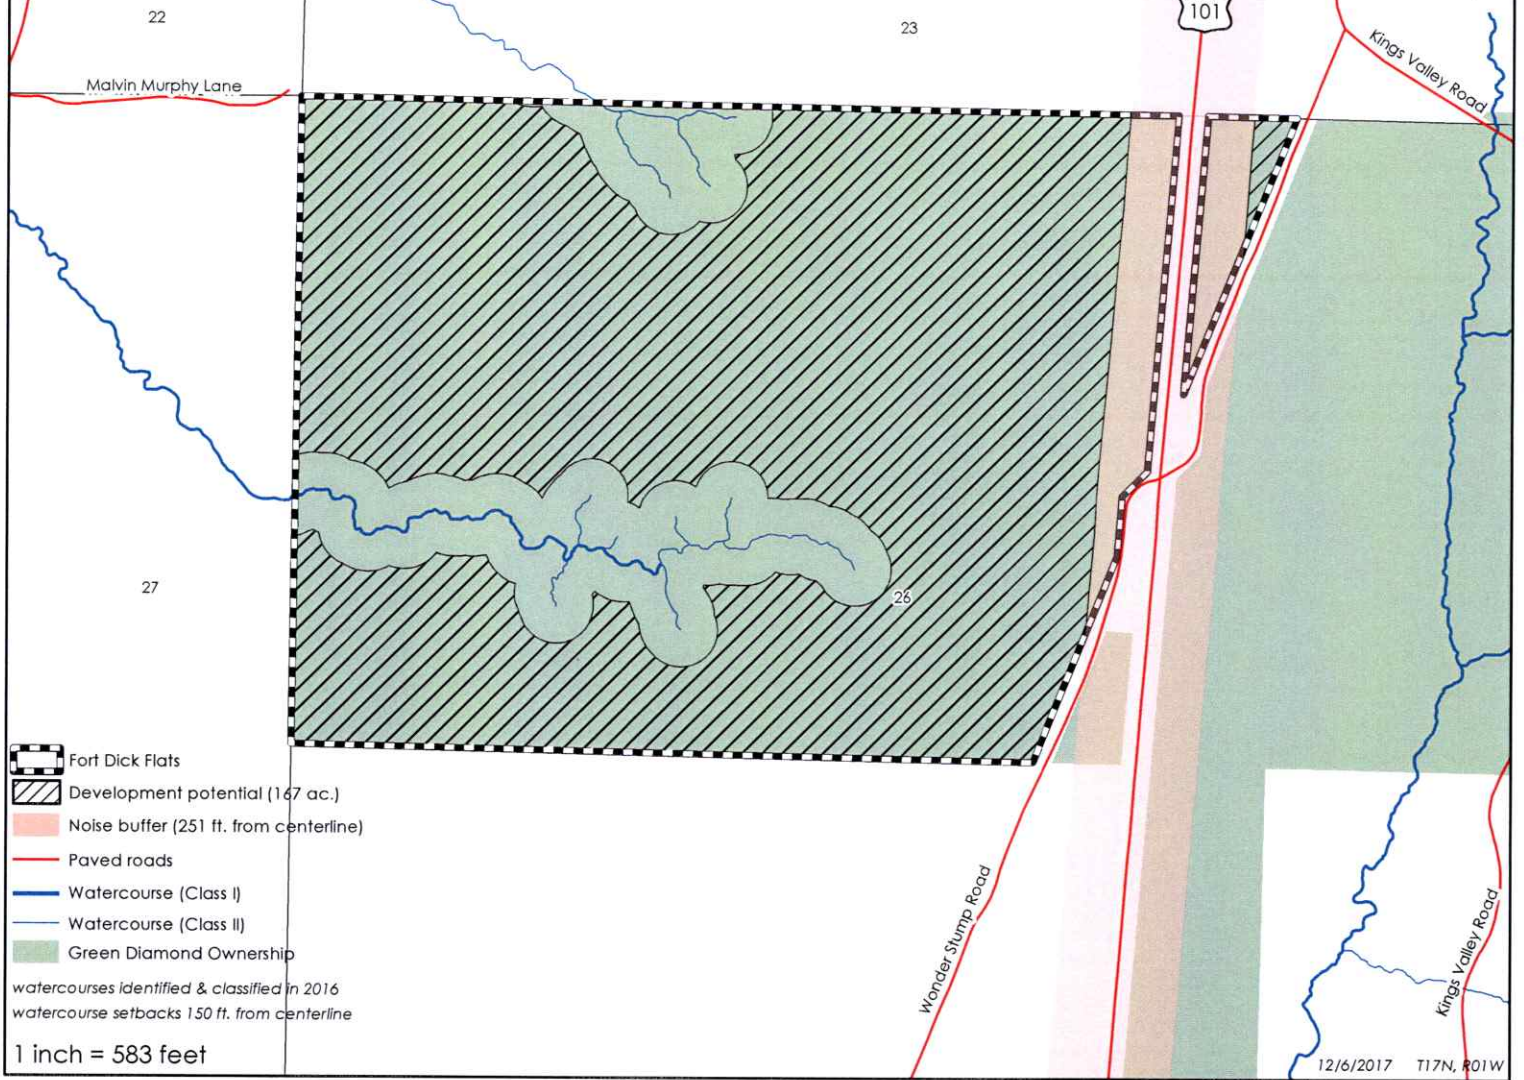 22
23
101
Kings Valley Road
Malvin Murphy Lane
27
26
Fort Dick Flats
Development potential (167 ac.)
Noise buffer (251 ft. from centerline)
Paved roads
Watercourse (Class I)
Watercourse (Class II)
Green Diamond Ownership
watercourses identified & classified in 2016
watercourse setbacks 150 ft. from centerline
1 inch = 583 feet
Wonder Stump Road
Kings Valley Road
12/6/2017 T17N, R01W